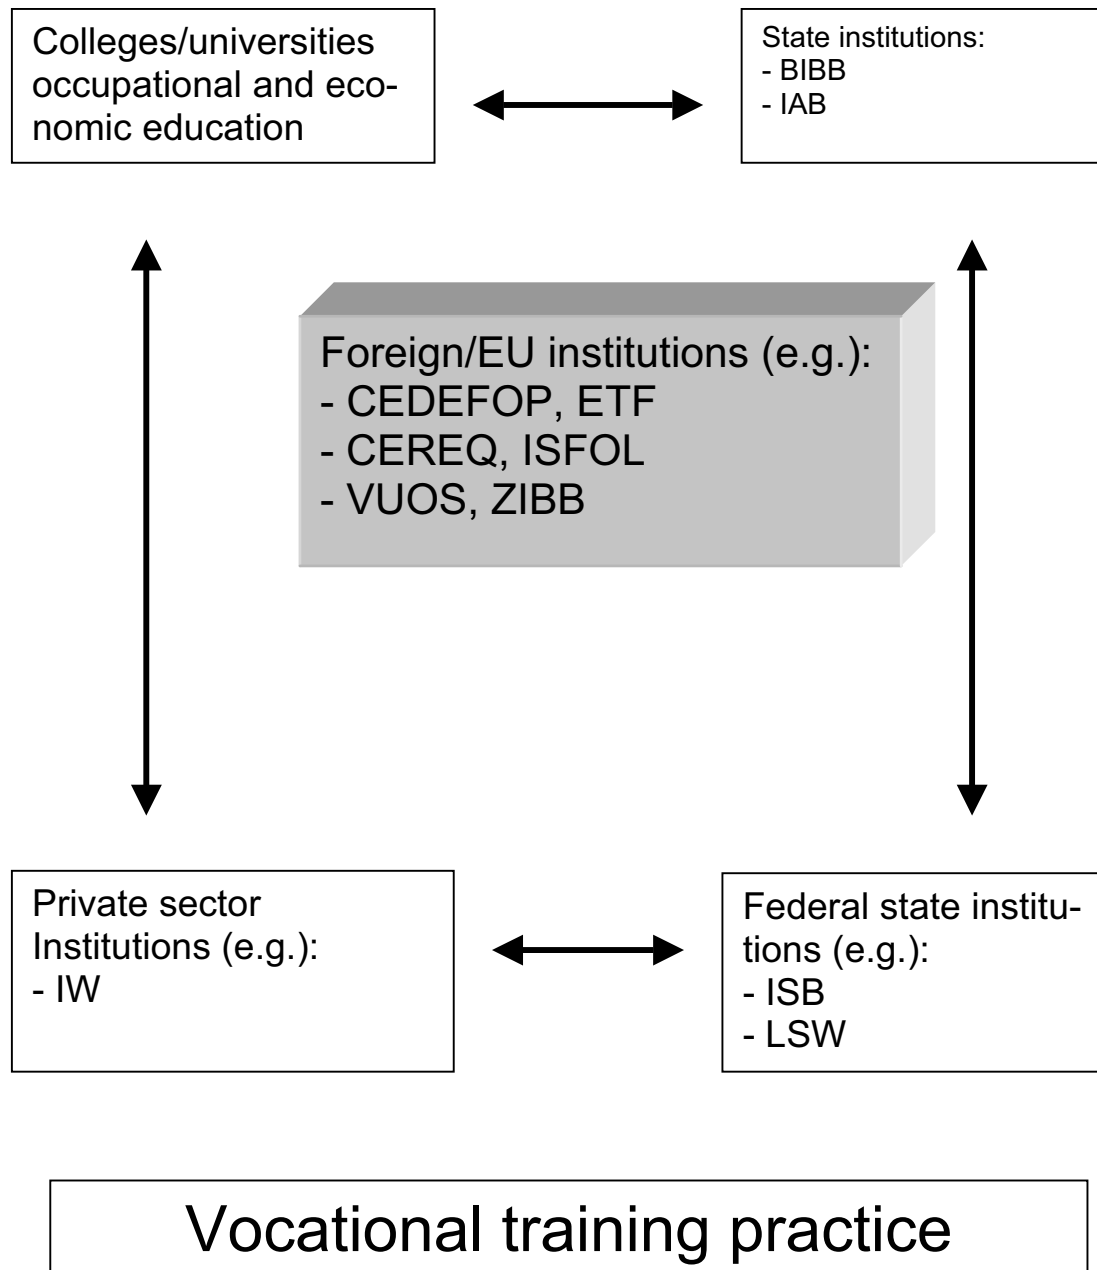 Colleges/universities
occupational and eco-
nomic education
State institutions:
- BIBB
- IAB
Foreign/EU institutions (e.g.):
- CEDEFOP, ETF
- CEREQ, ISFOL
- VUOS, ZIBB
Private sector
Institutions (e.g.):
- IW
Federal state institu-
tions (e.g.):
- ISB
- LSW
Vocational training practice